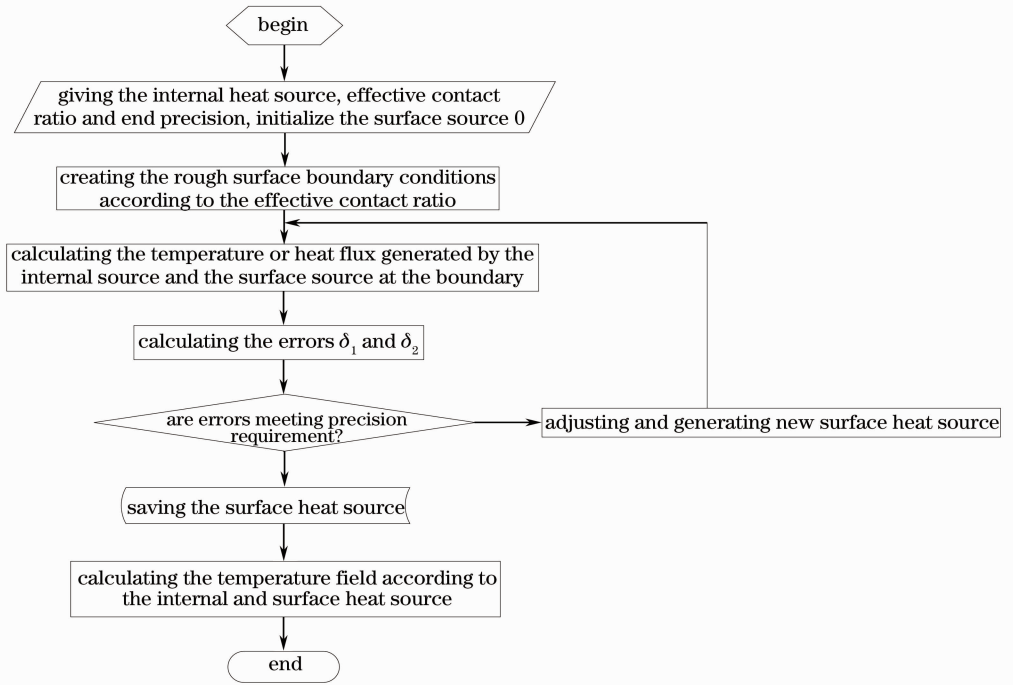 begin
giving the internal heat source, effective contact
ratio and end precision, initialize the surface source 0
creating the rough surface boundary conditions
according to the effective contact ratio
calculating the temperature or heat flux generated by the
internal source and the surface source at the boundary
calculating the errors δ₁ and δ₂
are errors meeting precision
requirement?
adjusting and generating new surface heat source
saving the surface heat source
calculating the temperature field according to
the internal and surface heat source
end